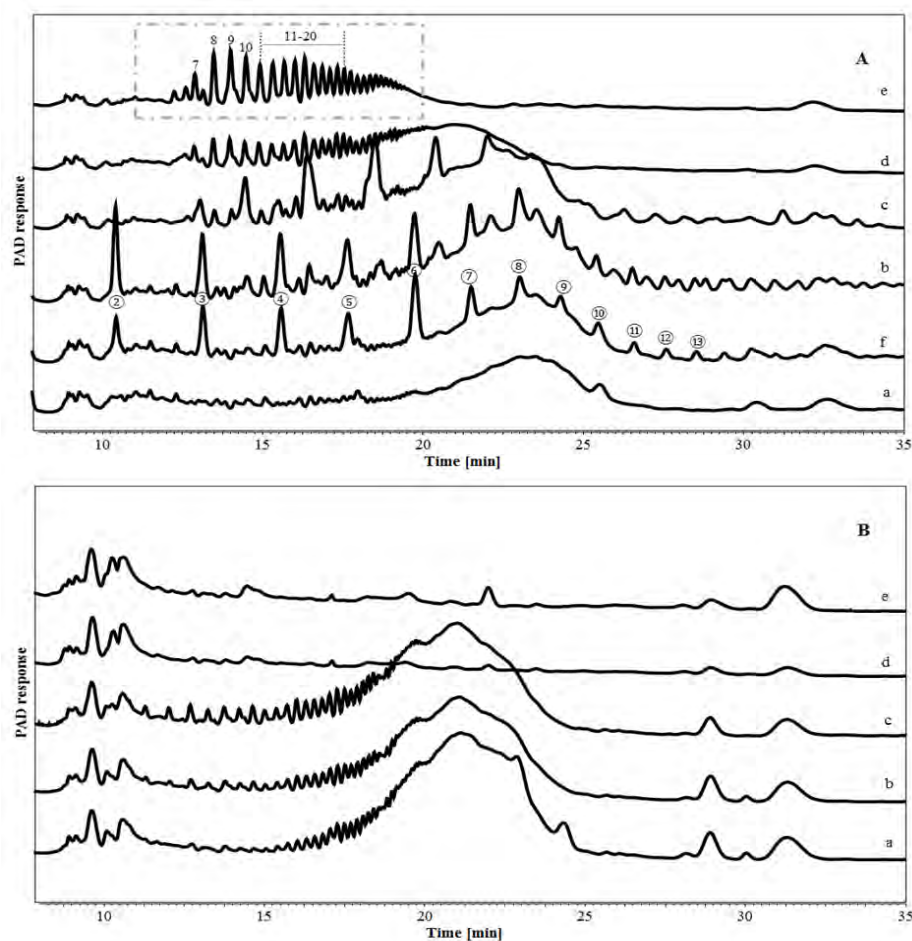 11-20
8 9
7 10
A
e
d
c
b
f
a
② ③ ④ ⑤ ⑥ ⑦ ⑧ ⑨ ⑩ ⑪ ⑫ ⑬
PAD response
10 15 20 25 30 35
Time [min]
B
e
d
c
b
a
PAD response
10 15 20 25 30 35
Time [min]